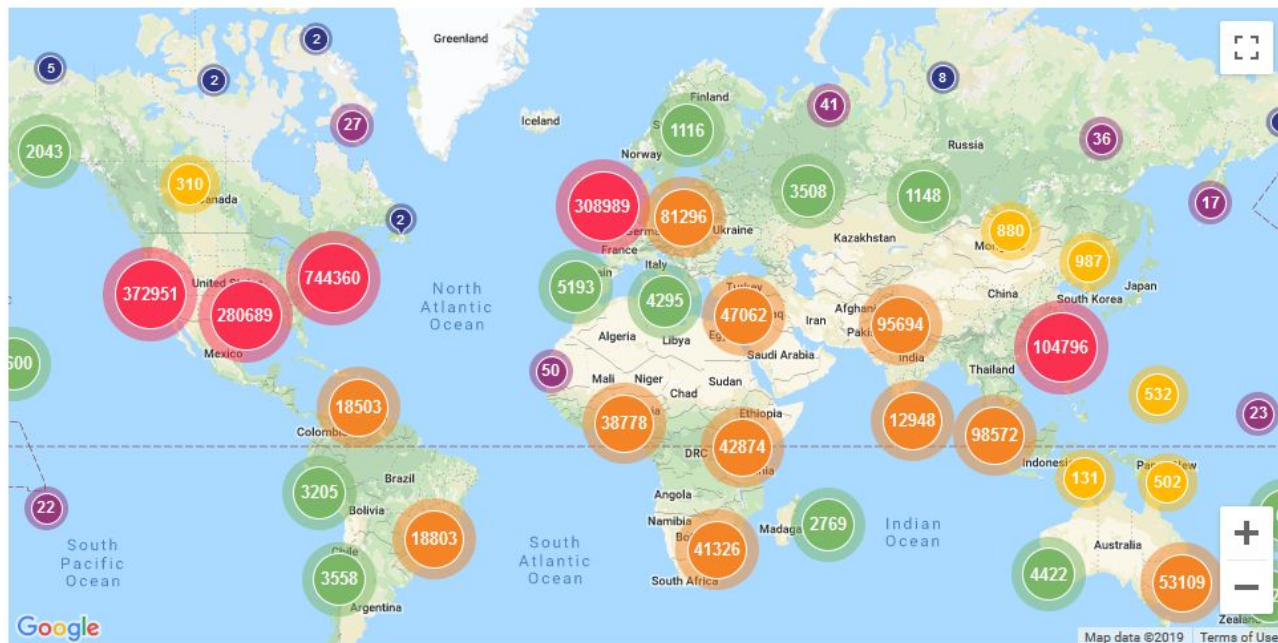 2
Greenland
5
2
8
Finland
41
27
Iceland
1116
2043
Norway
Russia
36
310
Canada
3508
1148
17
308989
81296
2
Ukraine
880
Kazakhstan
France
744360
Italy
987
372951
280689
North
Atlantic
Ocean
5193
4295
Turkey
China
Japan
South Korea
47062
Iran
95694
Mexico
Algeria
Libya
104796
Saudi Arabia
India
600
Thailand
50
Mali
Niger
Sudan
Chad
532
18503
38778
Ethiopia
12948
23
Colombia
98572
42874
DRC
Indonesia
Brazil
131
502
3205
Angola
22
Bolivia
Namibia
2769
Indian
Ocean
18803
South
Pacific
Ocean
South
Atlantic
Ocean
41326
Australia
Chile
4422
3558
South Africa
53109
Argentina
Google
Map data ©2019
Terms of Use